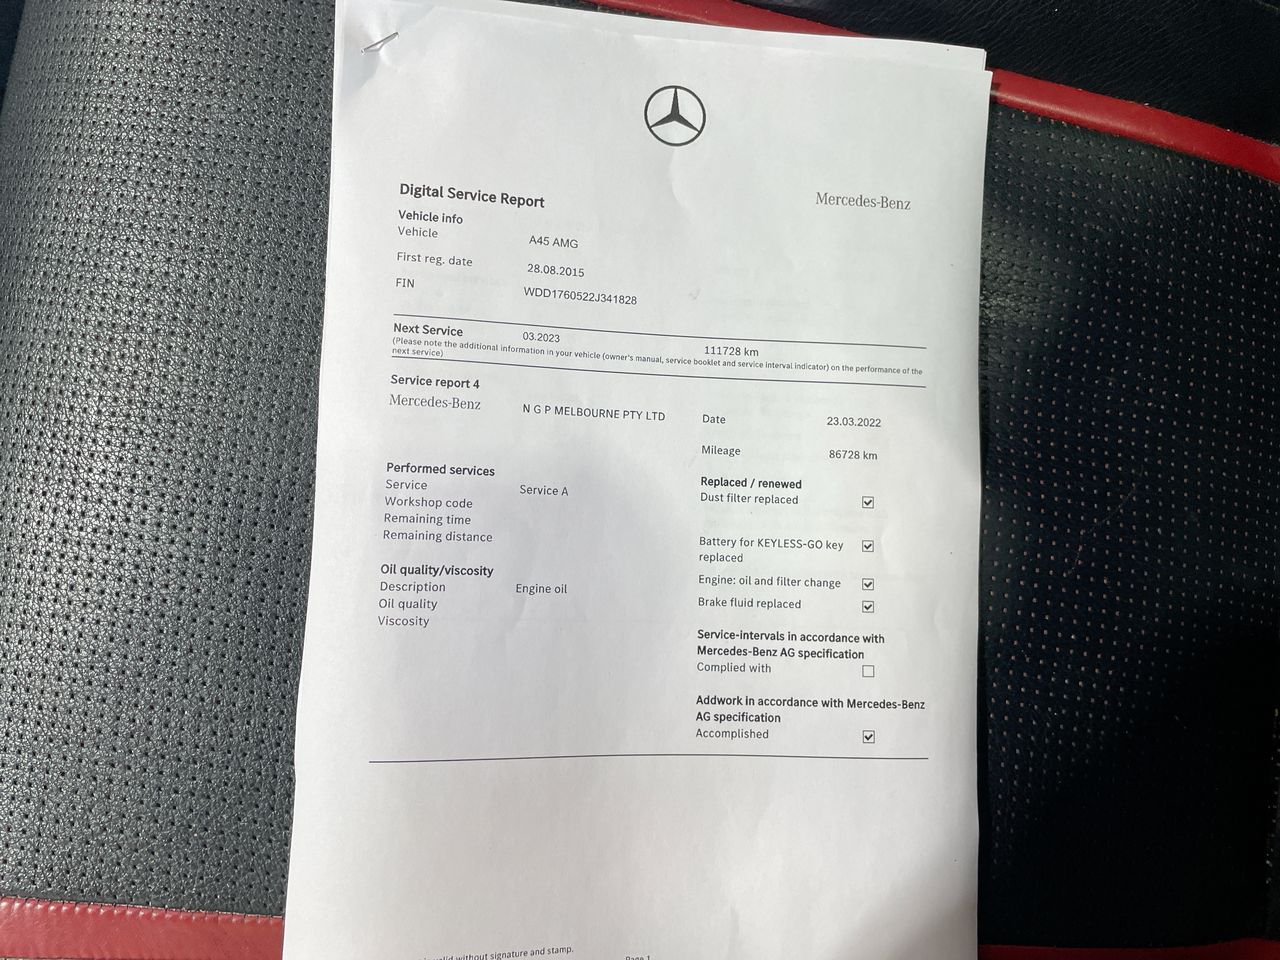 Digital Service Report
Mercedes-Benz
Vehicle info
Vehicle A45 AMG
First reg. date 28.08.2015
FIN WDD1760522J341828
Next Service 03.2023 111728 km
(Please note the additional information in your vehicle (owner's manual, service booklet and service interval indicator) on the performance of the
next service)
Service report 4
Mercedes-Benz N G P MELBOURNE PTY LTD
Date 23.03.2022
Mileage 86728 km
Performed services
Service Service A
Workshop code
Remaining time
Remaining distance
Oil quality/viscosity
Description Engine oil
Oil quality
Viscosity
Replaced / renewed
Dust filter replaced
Battery for KEYLESS-GO key
replaced
Engine: oil and filter change
Brake fluid replaced
Service-intervals in accordance with
Mercedes-Benz AG specification
Complied with
Addwork in accordance with Mercedes-Benz
AG specification
Accomplished
without signature and stamp.
Page 1